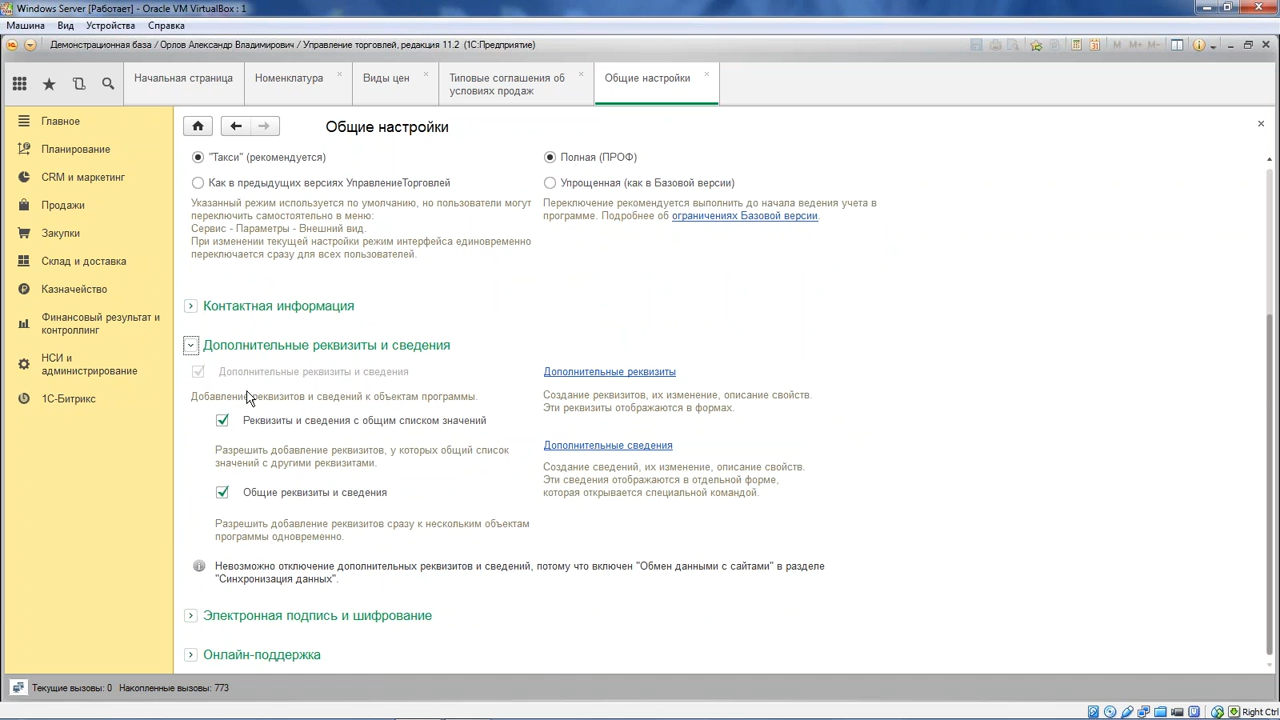 Windows Server [Работает] - Oracle VM VirtualBox : 1
Машина Вид Устройства Справка
Демонстрационная база / Орлов Александр Владимирович / Управление торговлей, редакция 11.2 (1С:Предприятие)
M M+ M-
Начальная страница
Номенклатура
Виды цен
Типовые соглашения об
условиях продаж
Общие настройки
Главное
Планирование
CRM и маркетинг
Продажи
Закупки
Склад и доставка
Казначейство
Финансовый результат и
контроллинг
НСИ и
администрирование
1С-Битрикс
Общие настройки
"Такси" (рекомендуется)
Как в предыдущих версиях УправлениеТорговлей
Указанный режим используется по умолчанию, но пользователи могут
переключить самостоятельно в меню:
Сервис - Параметры - Внешний вид.
При изменении текущей настройки режим интерфейса единовременно
переключается сразу для всех пользователей.
Полная (ПРОФ)
Упрощенная (как в Базовой версии)
Переключение рекомендуется выполнить до начала ведения учета в
программе. Подробнее об ограничениях Базовой версии.
Контактная информация
Дополнительные реквизиты и сведения
Дополнительные реквизиты и сведения
Добавление реквизитов и сведений к объектам программы.
Реквизиты и сведения с общим списком значений
Разрешить добавление реквизитов, у которых общий список
значений с другими реквизитами.
Общие реквизиты и сведения
Разрешить добавление реквизитов сразу к нескольким объектам
программы одновременно.
Дополнительные реквизиты
Создание реквизитов, их изменение, описание свойств.
Эти реквизиты отображаются в формах.
Дополнительные сведения
Создание сведений, их изменение, описание свойств.
Эти сведения отображаются в отдельной форме,
которая открывается специальной командой.
Невозможно отключение дополнительных реквизитов и сведений, потому что включен "Обмен данными с сайтами" в разделе
"Синхронизация данных".
Электронная подпись и шифрование
Онлайн-поддержка
Текущие вызовы: 0 Накопленные вызовы: 773
Right Ctrl